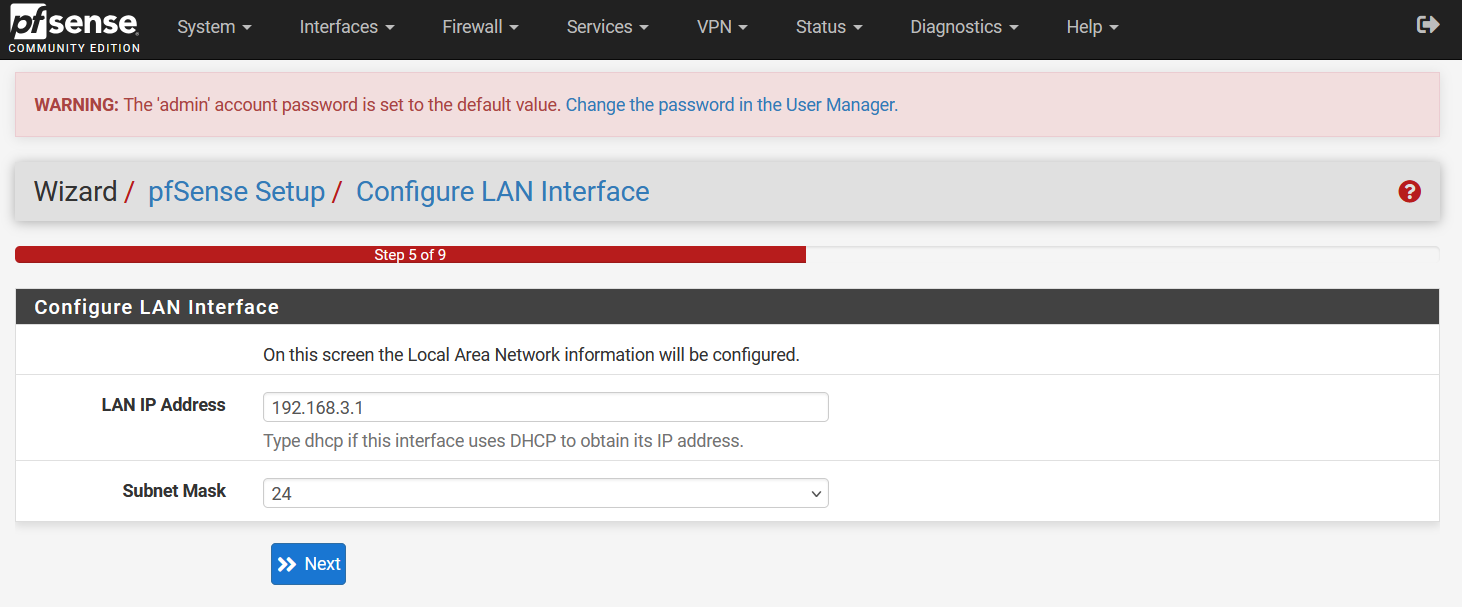 pfsense
COMMUNITY EDITION
System Interfaces Firewall Services VPN Status Diagnostics Help
WARNING: The 'admin' account password is set to the default value. Change the password in the User Manager.
Wizard / pfSense Setup / Configure LAN Interface
Step 5 of 9
Configure LAN Interface
On this screen the Local Area Network information will be configured.
LAN IP Address 192.168.3.1
Type dhcp if this interface uses DHCP to obtain its IP address.
Subnet Mask 24
Next